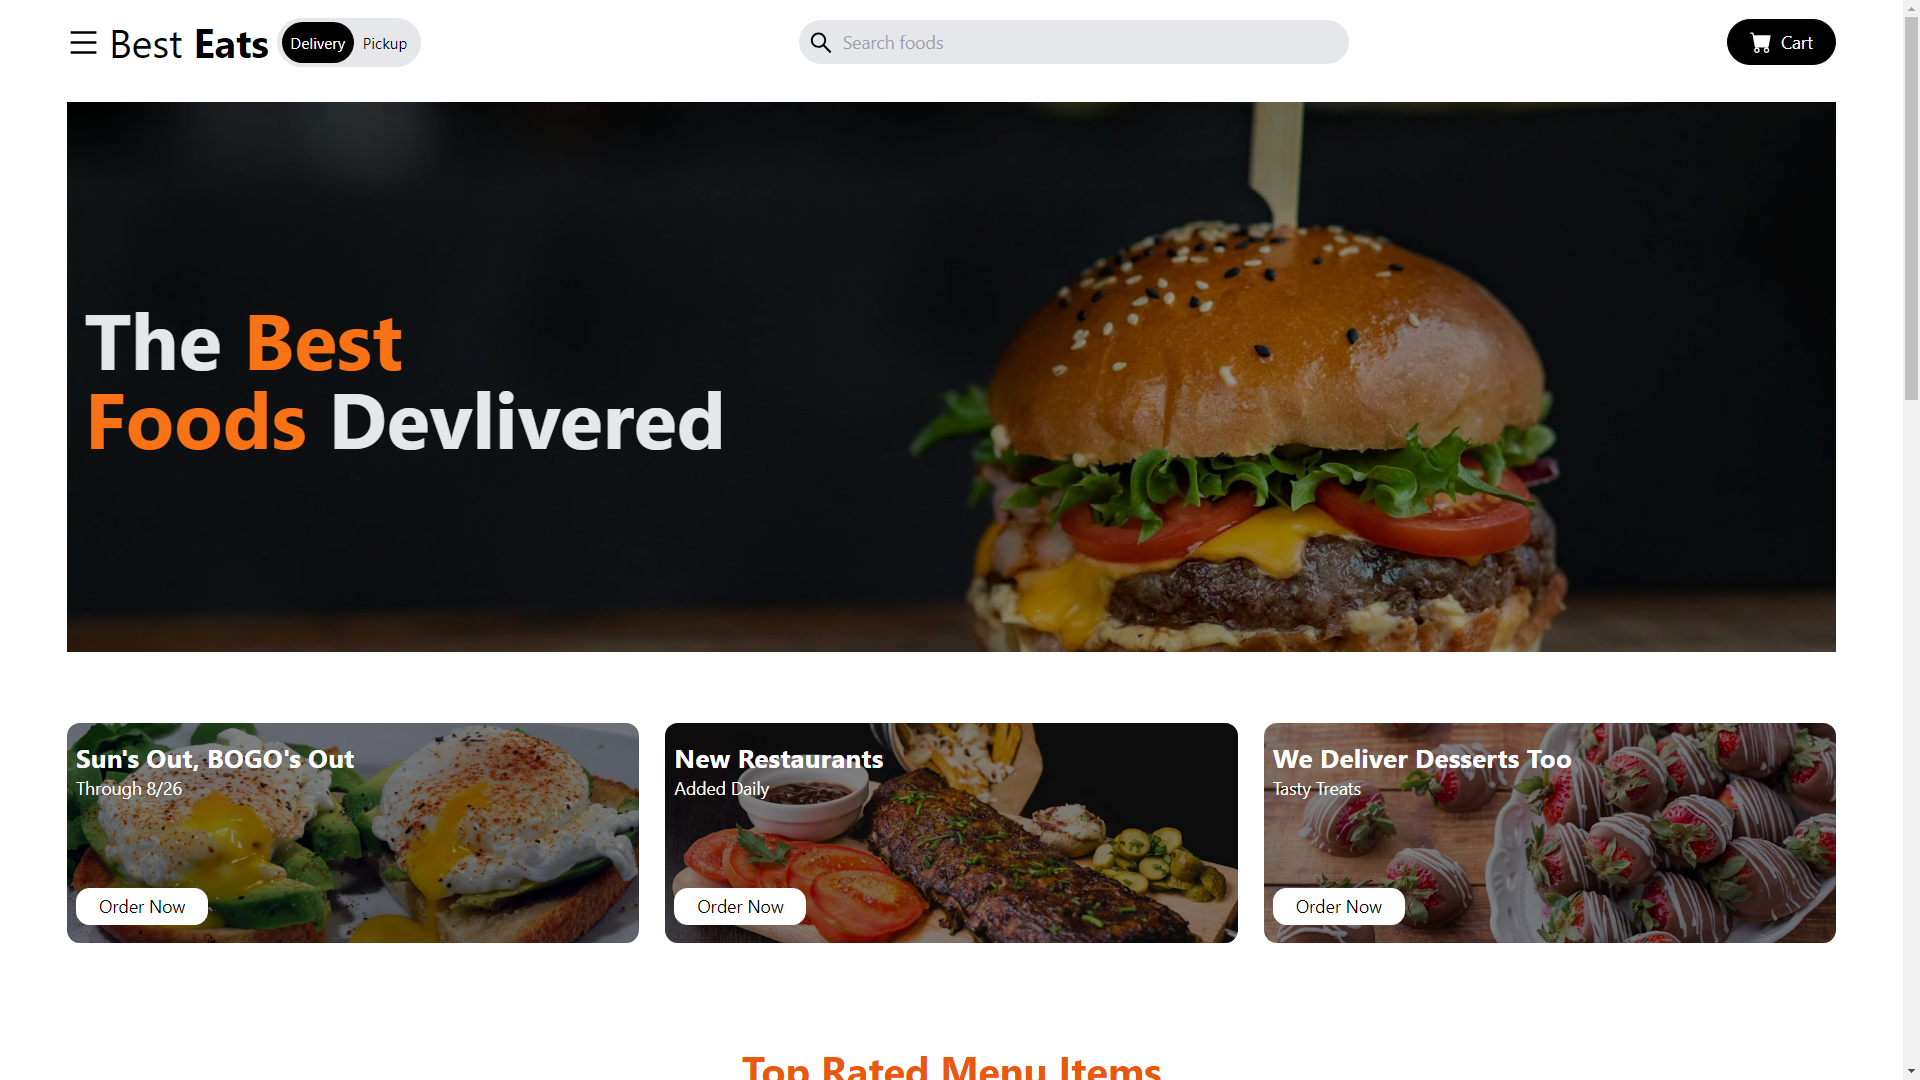 Best Eats
Delivery Pickup
Search foods
Cart
The Best
Foods Devlivered
Sun's Out, BOGO's Out
Through 8/26
Order Now
New Restaurants
Added Daily
Order Now
We Deliver Desserts Too
Tasty Treats
Order Now
Top Rated Menu Items